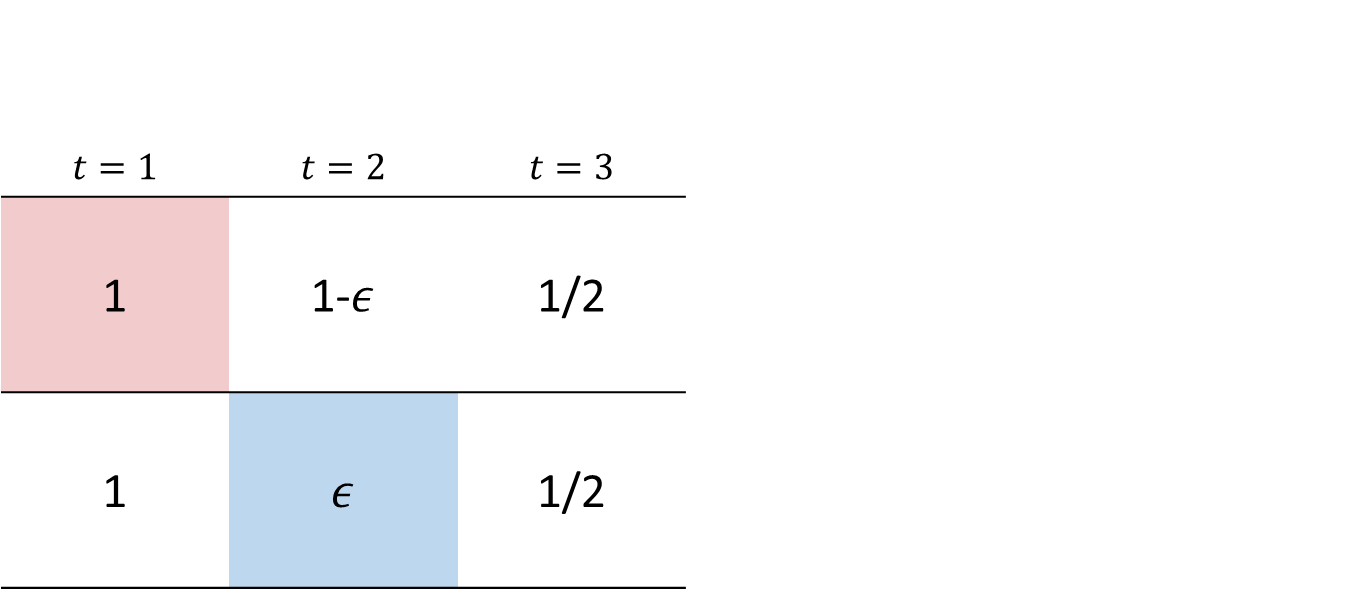 t = 1 t = 2 t = 3
1 1-ϵ 1/2
1 ϵ 1/2